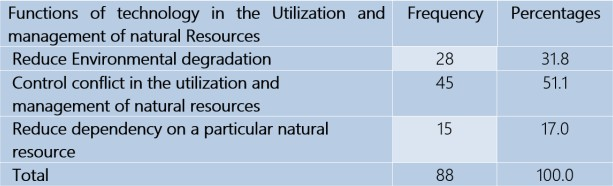 Functions of technology in the Utilization and management of natural Resources Frequency Percentages
Reduce Environmental degradation 28 31.8
Control conflict in the utilization and management of natural resources 45 51.1
Reduce dependency on a particular natural resource 15 17.0
Total 88 100.0